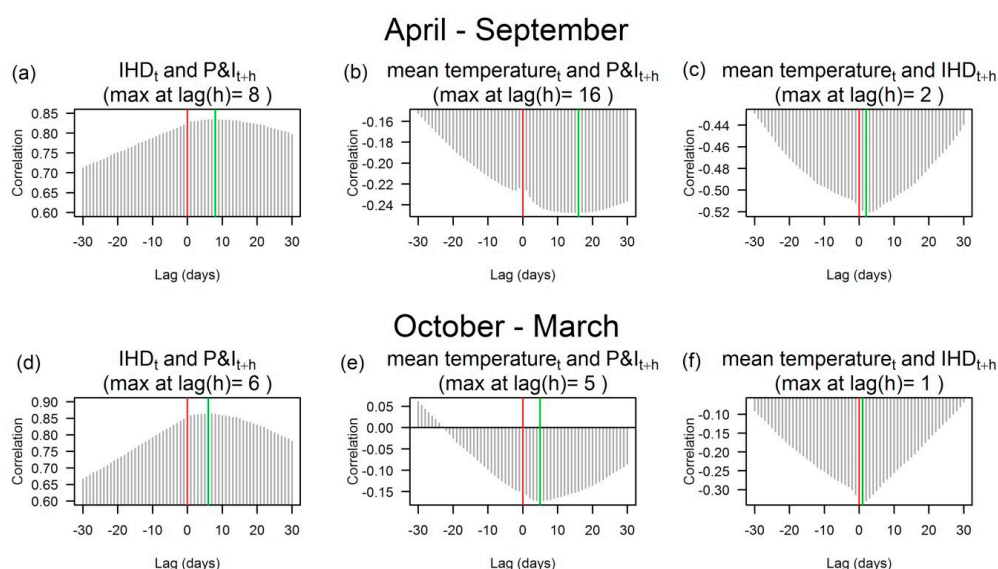 April - September
(a)
IHDt and P&It+h
(max at lag(h)= 8 )
Correlation
0.85
0.80
0.75
0.70
0.65
0.60
-30 -20 -10 0 10 20 30
Lag (days)
(b)
mean temperaturet and P&It+h
(max at lag(h)= 16 )
Correlation
-0.16
-0.18
-0.20
-0.22
-0.24
-30 -20 -10 0 10 20 30
Lag (days)
(c)
mean temperaturet and IHDt+h
(max at lag(h)= 2 )
Correlation
-0.44
-0.46
-0.48
-0.50
-0.52
-30 -20 -10 0 10 20 30
Lag (days)
October - March
(d)
IHDt and P&It+h
(max at lag(h)= 6 )
Correlation
0.90
0.85
0.80
0.75
0.70
0.65
0.60
-30 -20 -10 0 10 20 30
Lag (days)
(e)
mean temperaturet and P&It+h
(max at lag(h)= 5 )
Correlation
0.05
0.00
-0.05
-0.10
-0.15
-30 -20 -10 0 10 20 30
Lag (days)
(f)
mean temperaturet and IHDt+h
(max at lag(h)= 1 )
Correlation
-0.10
-0.15
-0.20
-0.25
-0.30
-30 -20 -10 0 10 20 30
Lag (days)